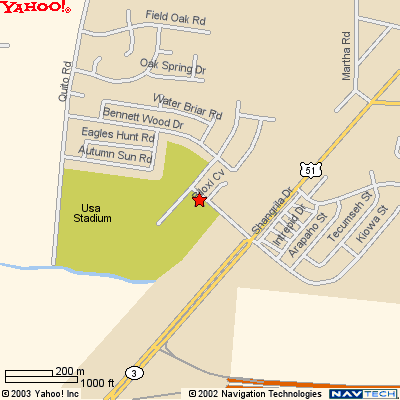 YAHOO!
Field Oak Rd
Oak Spring Dr
Martha Rd
Quito Rd
Water Briar Rd
Bennett Wood Dr
Eagles Hunt Rd
Autumn Sun Rd
51
Cv
Usa
Stadium
Shangrila Dr
Intrepid Dr
Arapaho St
Tecumseh St
Kiowa St
200 m
1000 ft
3
©2003 Yahoo! Inc
©2002 Navigation Technologies
NAVTECH